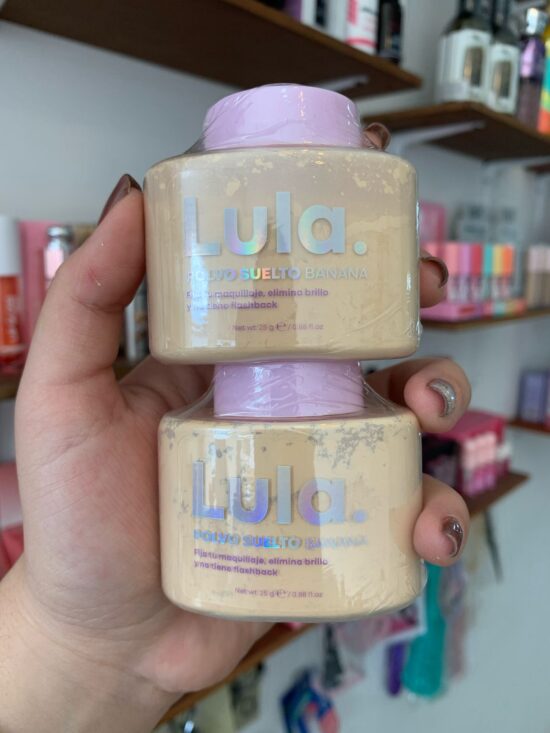 Lula.
POLVO SUELTO BANANA
Fija tu maquillaje, elimina brillo
y no tiene flashback
Net wt. 25 g ℮ / 0.88 fl.oz
Lula.
POLVO SUELTO BANANA
Fija tu maquillaje, elimina brillo
y no tiene flashback
Net wt. 25 g ℮ / 0.88 fl.oz